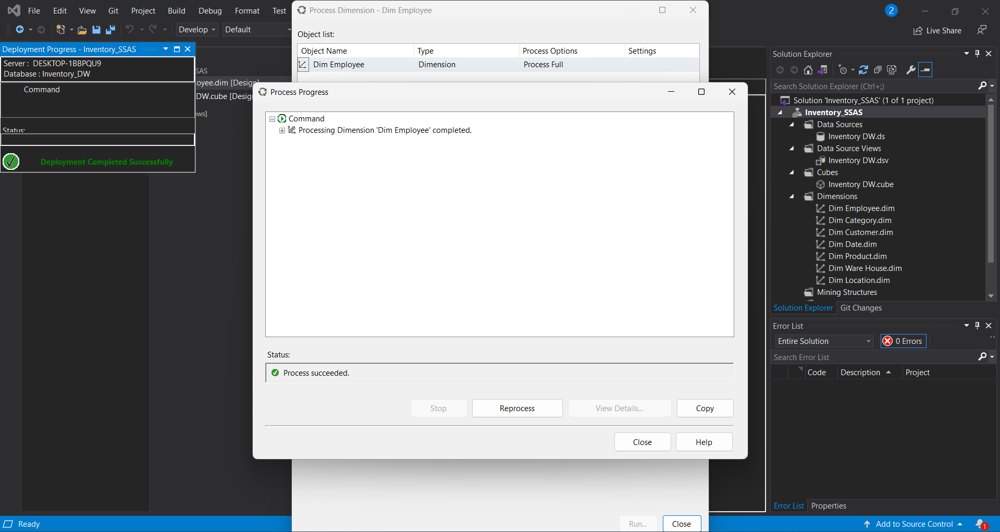 File Edit View Git Project Build Debug Format Test
Develop Default
Deployment Progress - Inventory_SSAS
Server : DESKTOP-1BBPQU9
Database : Inventory_DW
Command
Status:
Deployment Completed Successfully
SAS
oyee.dim [Design]
DW.cube [Desig
ows]
Process Dimension - Dim Employee
Object list:
Object Name Type Process Options Settings
Dim Employee Dimension Process Full
Process Progress
Command
Processing Dimension 'Dim Employee' completed.
Status:
Process succeeded.
Stop Reprocess View Details... Copy
Close Help
Run... Close
2
Live Share
Solution Explorer
Search Solution Explorer (Ctrl+;)
Solution 'Inventory_SSAS' (1 of 1 project)
Inventory_SSAS
Data Sources
Inventory DW.ds
Data Source Views
Inventory DW.dsv
Cubes
Inventory DW.cube
Dimensions
Dim Employee.dim
Dim Category.dim
Dim Customer.dim
Dim Date.dim
Dim Product.dim
Dim Ware House.dim
Dim Location.dim
Mining Structures
Solution Explorer Git Changes
Error List
Entire Solution 0 Errors
Search Error List
Code Description Project
Error List Properties
Ready
Add to Source Control 1